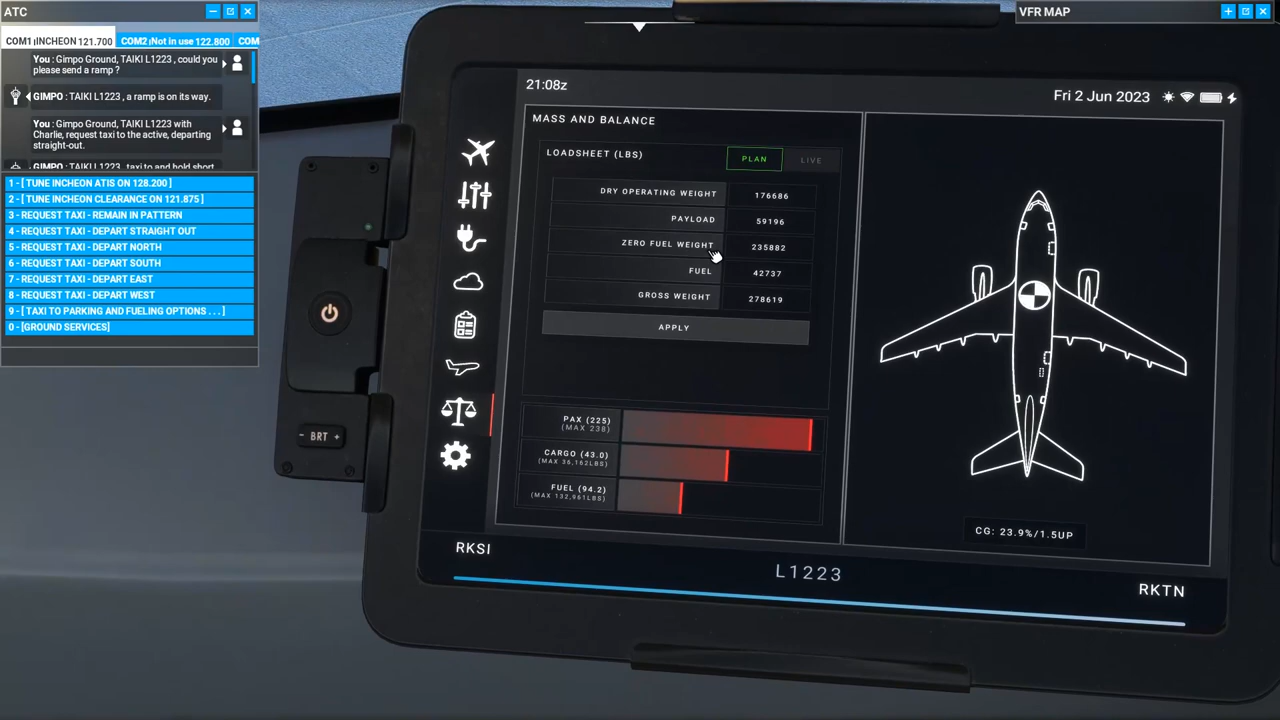 ATC
COM1 INCHEON 121.700
COM2 Not in use 122.800
COM
You : Gimpo Ground, TAIKI L1223 , could you
please send a ramp ?
GIMPO : TAIKI L1223 , a ramp is on its way.
You : Gimpo Ground, TAIKI L1223 with
Charlie, request taxi to the active, departing
straight-out.
GIMPO : TAIKI L1223 , taxi to and hold short
1 - [ TUNE INCHEON ATIS ON 128.200 ]
2 - [ TUNE INCHEON CLEARANCE ON 121.875 ]
3 - REQUEST TAXI - REMAIN IN PATTERN
4 - REQUEST TAXI - DEPART STRAIGHT OUT
5 - REQUEST TAXI - DEPART NORTH
6 - REQUEST TAXI - DEPART SOUTH
7 - REQUEST TAXI - DEPART EAST
8 - REQUEST TAXI - DEPART WEST
9 - [ TAXI TO PARKING AND FUELING OPTIONS . . . ]
0 - [GROUND SERVICES]
VFR MAP
- BRT +
21:08z
Fri 2 Jun 2023
MASS AND BALANCE
LOADSHEET (LBS)
PLAN
LIVE
DRY OPERATING WEIGHT 176686
PAYLOAD 59196
ZERO FUEL WEIGHT 235882
FUEL 42737
GROSS WEIGHT 278619
APPLY
PAX (225)
(MAX 238)
CARGO (43.0)
(MAX 36,162LBS)
FUEL (94.2)
(MAX 132,961LBS)
CG: 23.9%/1.5UP
RKSI
L1223
RKTN